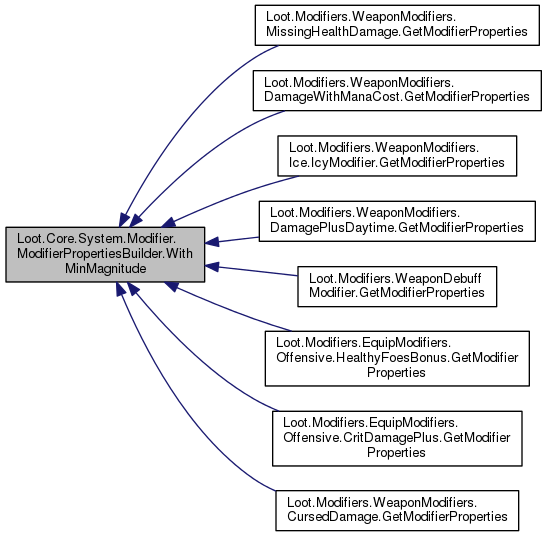 Loot.Modifiers.WeaponModifiers.
MissingHealthDamage.GetModifierProperties
Loot.Modifiers.WeaponModifiers.
DamageWithManaCost.GetModifierProperties
Loot.Modifiers.WeaponModifiers.
Ice.IcyModifier.GetModifierProperties
Loot.Modifiers.WeaponModifiers.
DamagePlusDaytime.GetModifierProperties
Loot.Core.System.Modifier.
ModifierPropertiesBuilder.With
MinMagnitude
Loot.Modifiers.WeaponDebuff
Modifier.GetModifierProperties
Loot.Modifiers.EquipModifiers.
Offensive.HealthyFoesBonus.GetModifier
Properties
Loot.Modifiers.EquipModifiers.
Offensive.CritDamagePlus.GetModifier
Properties
Loot.Modifiers.WeaponModifiers.
CursedDamage.GetModifierProperties